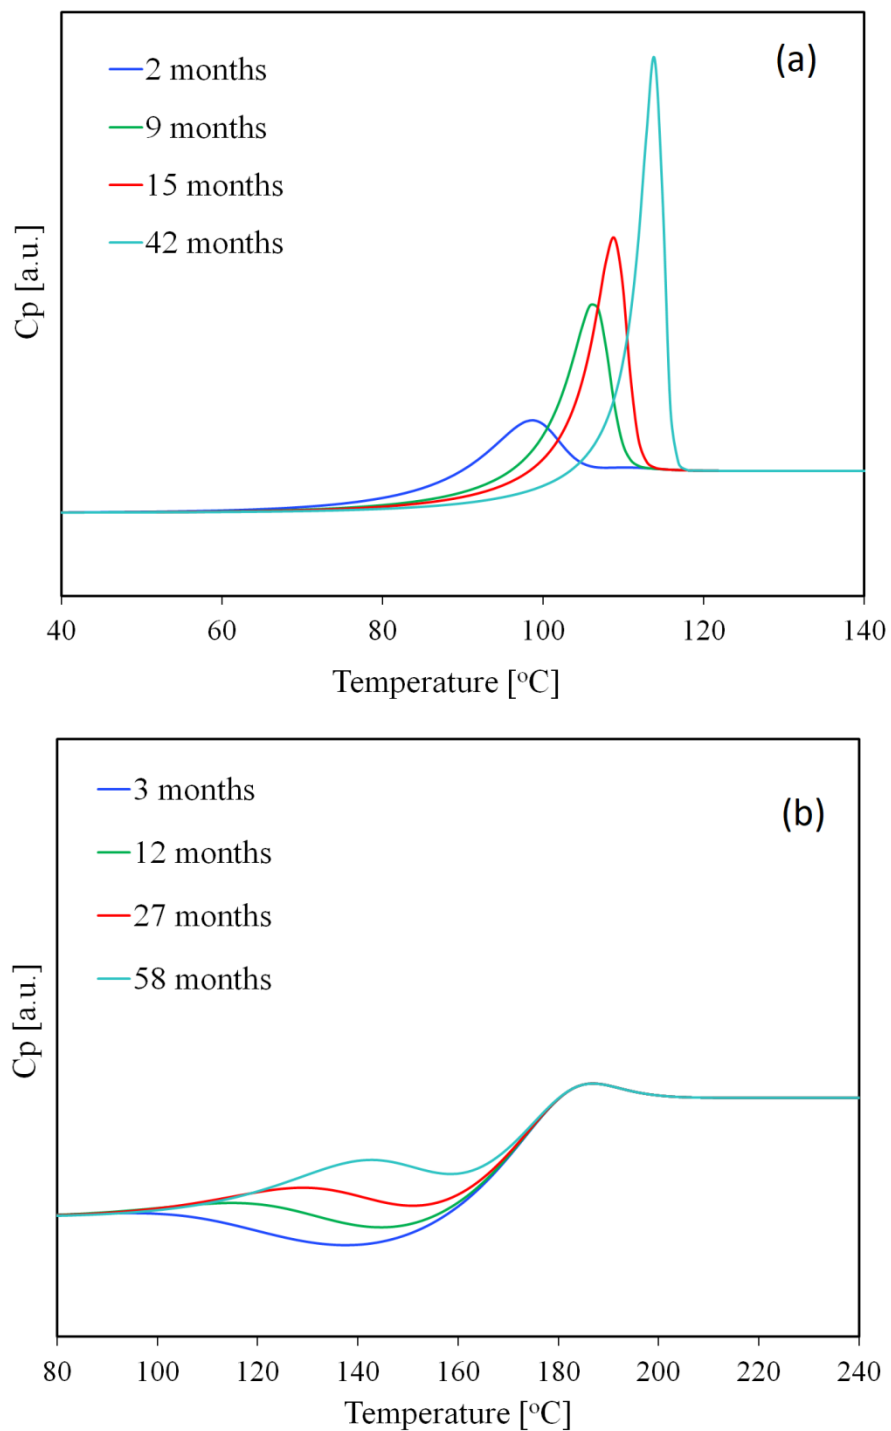 (a)
2 months
9 months
15 months
42 months
Cp [a.u.]
40 60 80 100 120 140
Temperature [°C]
(b)
3 months
12 months
27 months
58 months
Cp [a.u.]
80 100 120 140 160 180 200 220 240
Temperature [°C]